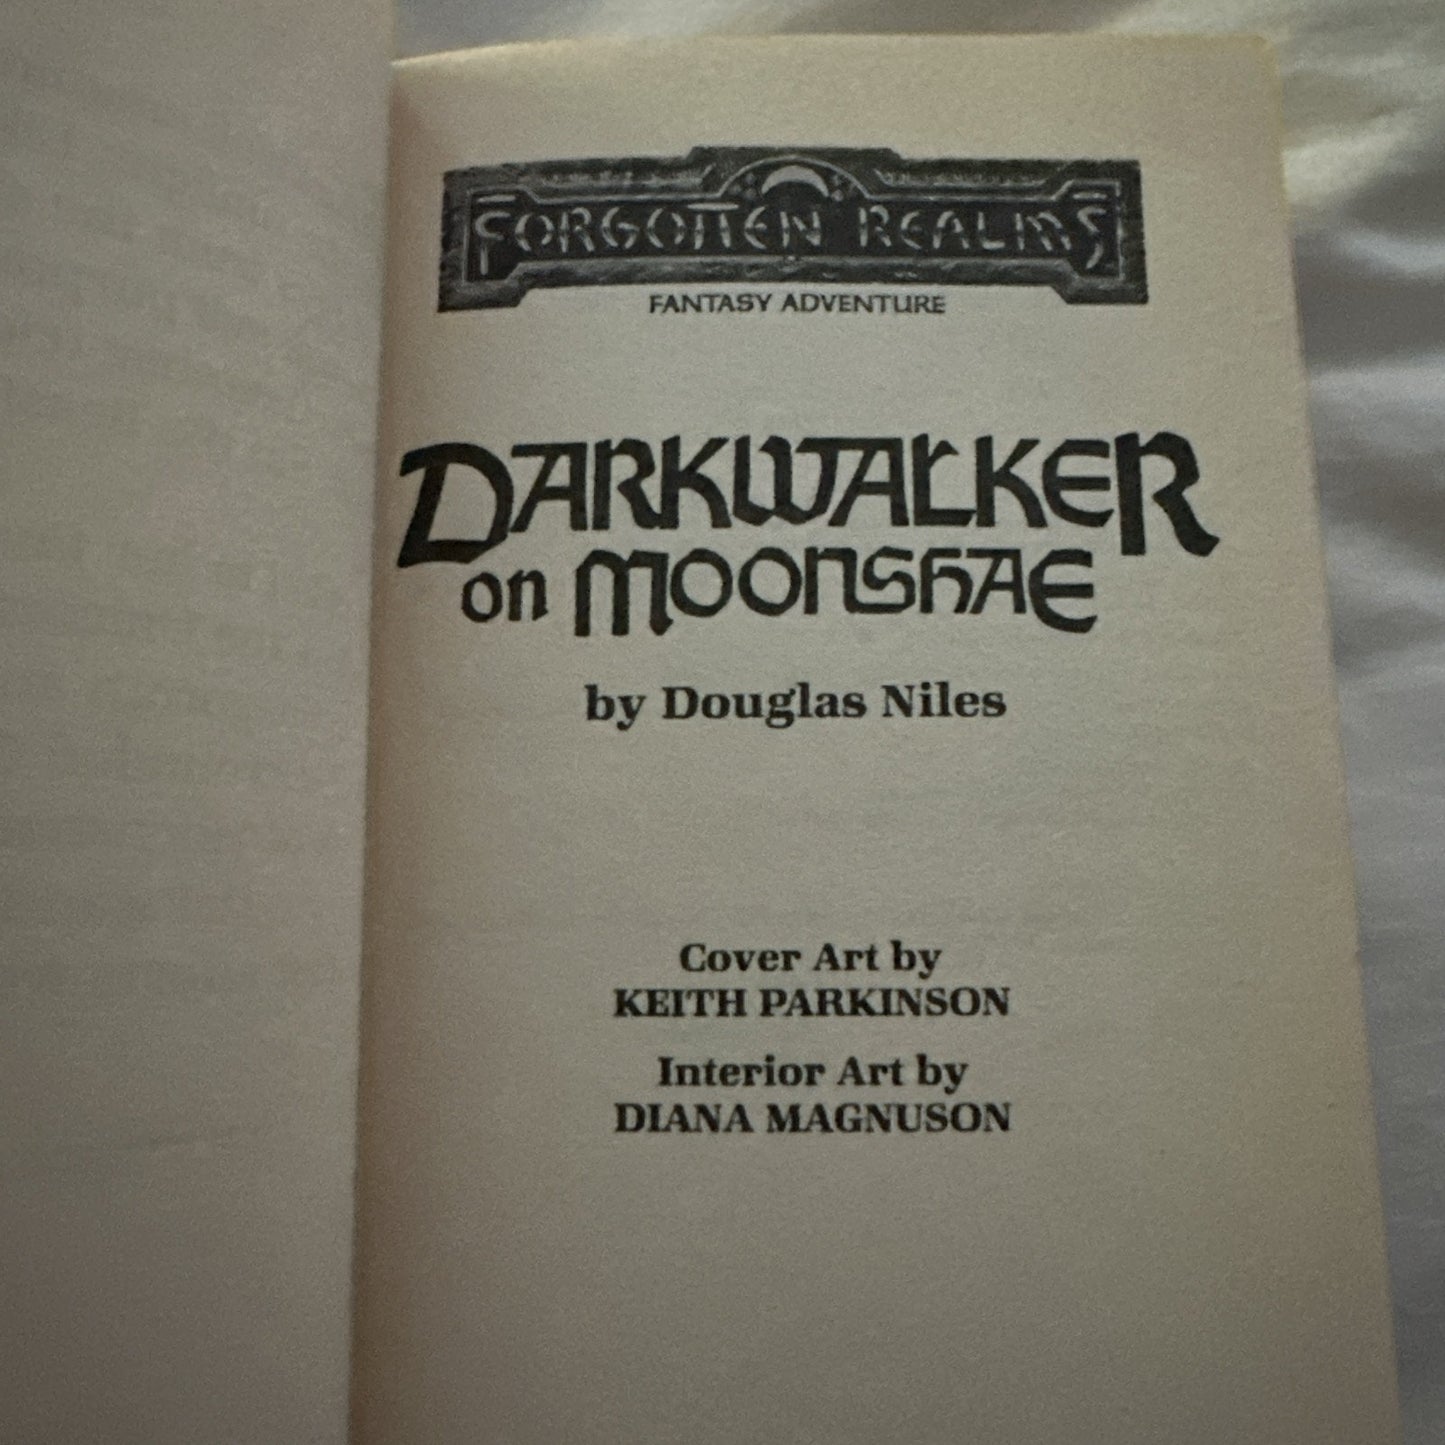 FORGOTTEN REALMS
FANTASY ADVENTURE
DARKWALKER
on MOONSHAE
by Douglas Niles
Cover Art by
KEITH PARKINSON
Interior Art by
DIANA MAGNUSON